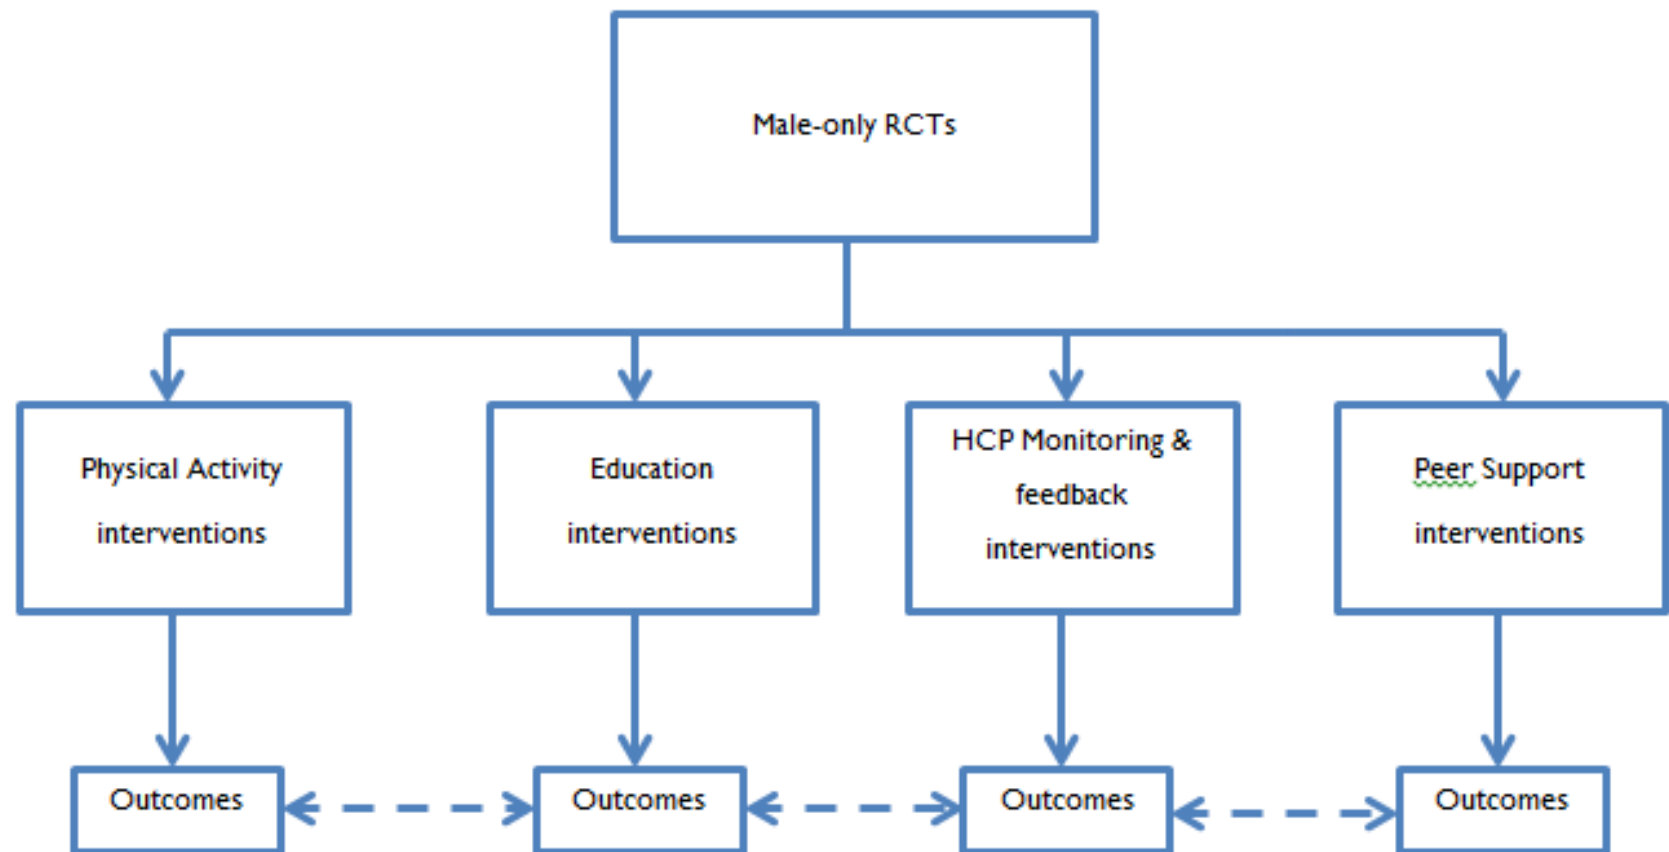 Male-only RCTs
Physical Activity
interventions
Education
interventions
HCP Monitoring &
feedback
interventions
Peer Support
interventions
Outcomes
Outcomes
Outcomes
Outcomes